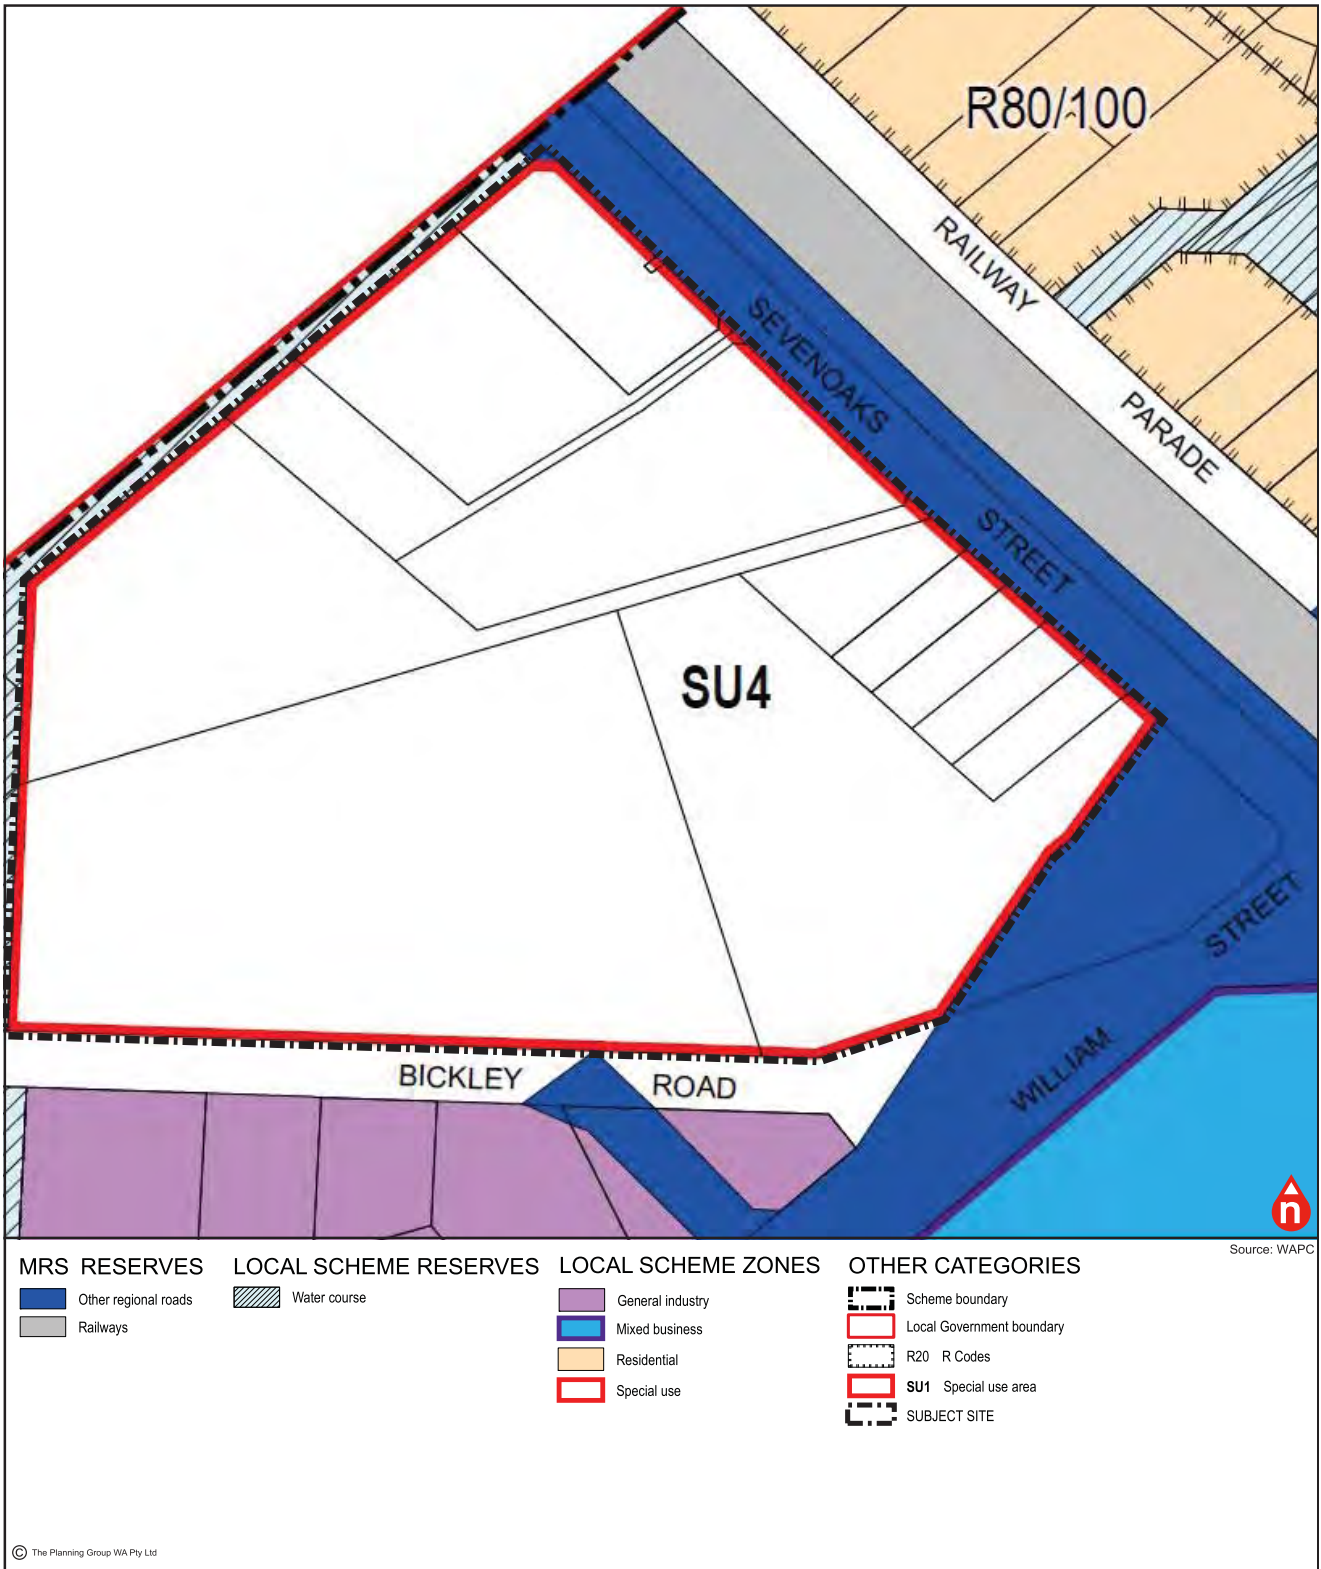 R80/100
RAILWAY
PARADE
SEVENOAKS
STREET
SU4
STREET
WILLIAM
BICKLEY
ROAD
n
Source: WAPC
MRS RESERVES
Other regional roads
Railways
LOCAL SCHEME RESERVES
Water course
LOCAL SCHEME ZONES
General industry
Mixed business
Residential
Special use
OTHER CATEGORIES
Scheme boundary
Local Government boundary
R20 R Codes
SU1 Special use area
SUBJECT SITE
© The Planning Group WA Pty Ltd